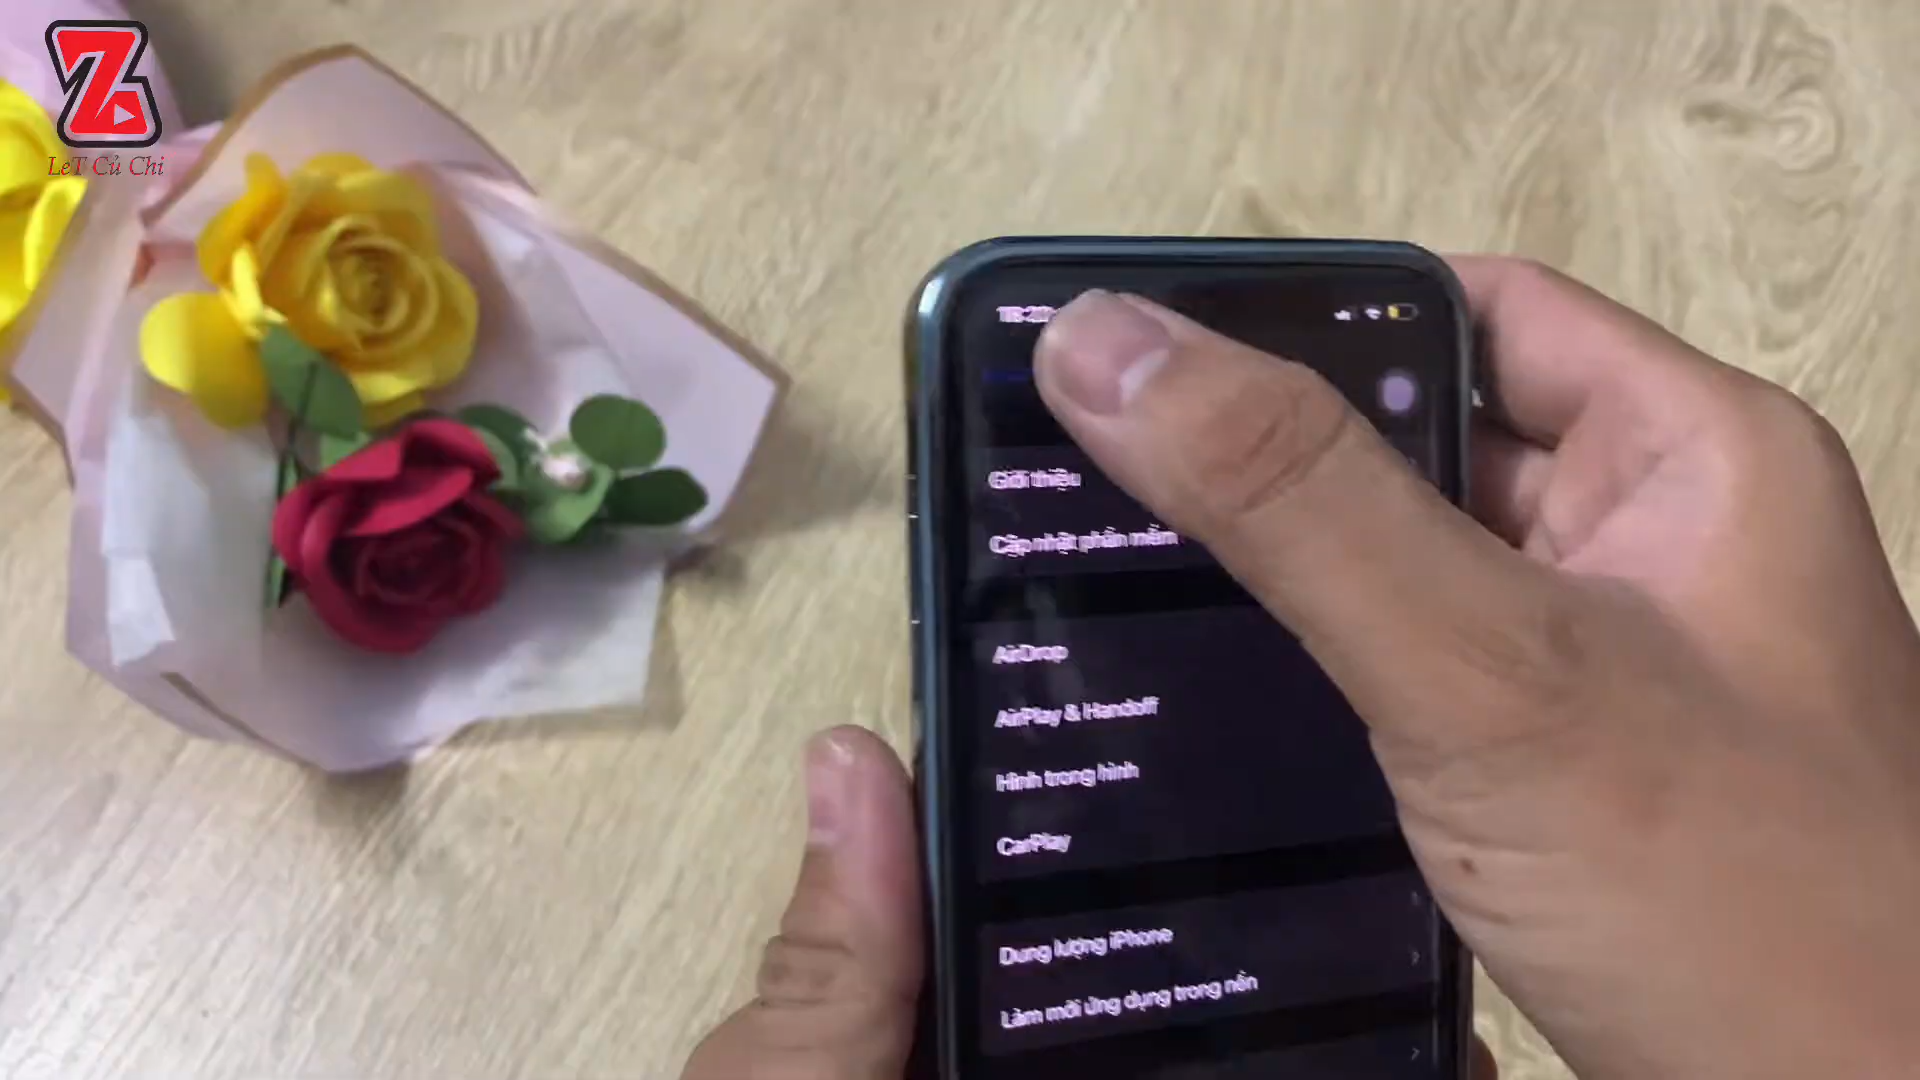 LeT Củ Chi
Giới thiệu
Cập nhật phần mềm
AirDrop
AirPlay & Handoff
Hình trong hình
CarPlay
Dung lượng iPhone
Làm mới ứng dụng trong nền